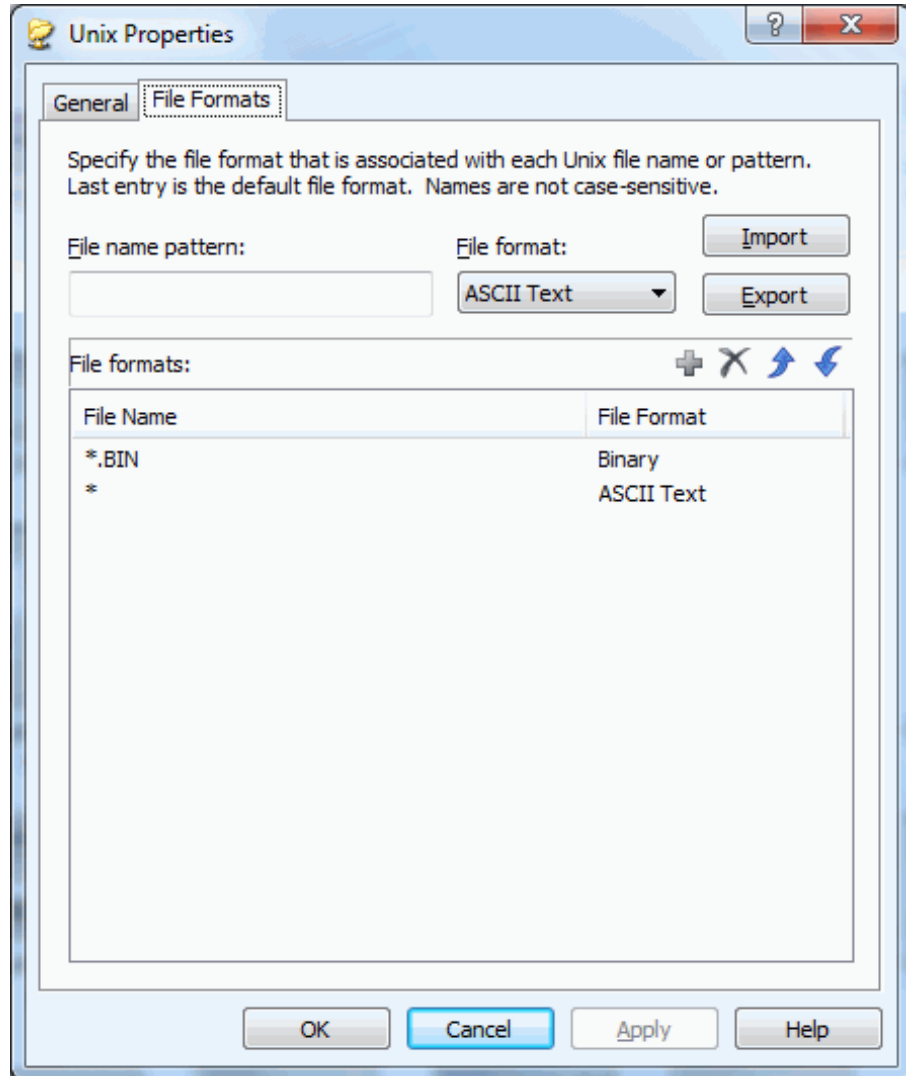 Unix Properties
General
File Formats
Specify the file format that is associated with each Unix file name or pattern.
Last entry is the default file format. Names are not case-sensitive.
File name pattern:
File format:
Import
ASCII Text
Export
File formats:
File Name
File Format
*.BIN
Binary
*
ASCII Text
OK
Cancel
Apply
Help